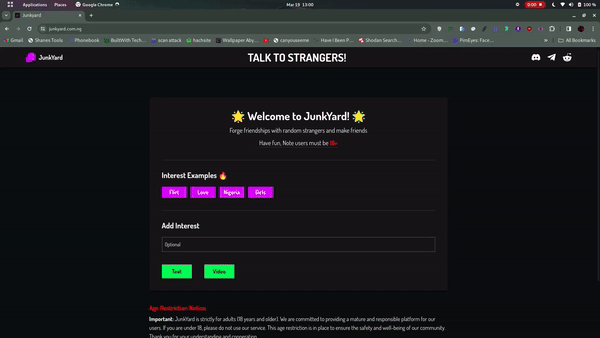 Applications Places Google Chrome
Mar 19 13:00
100 %
Junkyard
junkyard.com.ng
Gmail Shanex Tools Phonebook BuiltWith Tech... scan attack hachsite Wallpaper Aby... Have I Been P... Shodan Search... Home - Zoom... PimEyes: Face... All Bookmarks
JunkYard
TALK TO STRANGERS!
🌟 Welcome to JunkYard! 🌟
Forge friendships with random strangers and make friends
Have fun, Note users must be 18+
Interest Examples 🔥
Flirt Love Nigeria Girls
Add Interest
Optional
Text Video
Age Restriction Notice:
Important: JunkYard is strictly for adults (18 years and older). We are committed to providing a mature and responsible platform for our
users. If you are under 18, please do not use our service. This age restriction is in place to ensure the safety and well-being of our community.
Thank you for your understanding and cooperation.